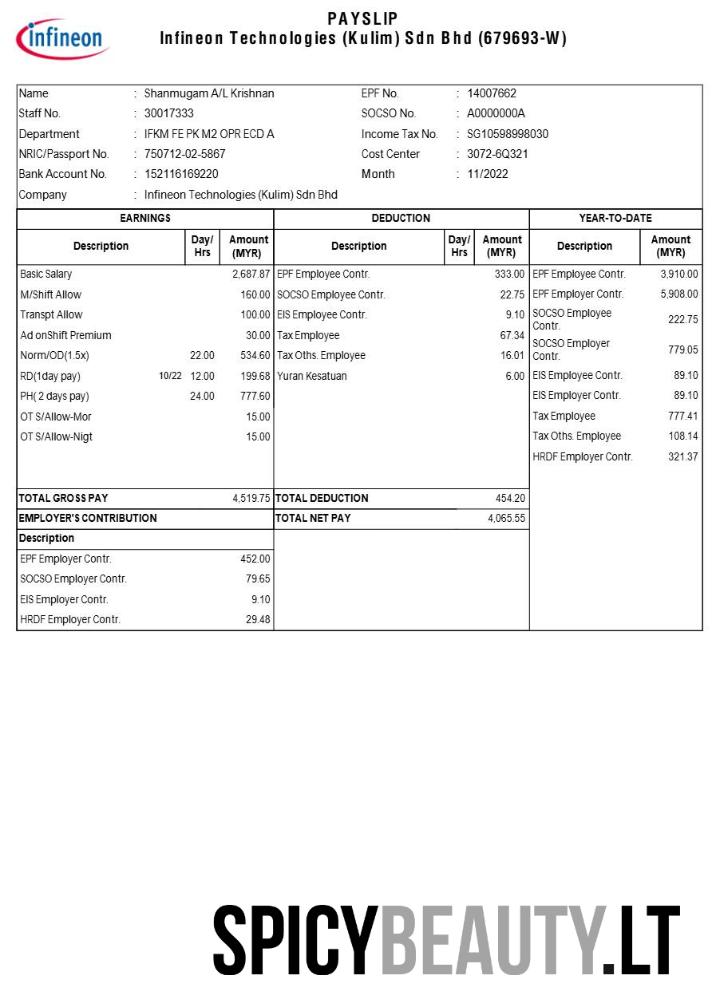 infineon
PAYSLIP
Infineon Technologies (Kulim) Sdn Bhd (679693-W)
Name : Shanmugam A/L Krishnan EPF No. : 14007662
Staff No. : 30017333 SOCSO No. : A0000000A
Department : IFKM FE PK M2 OPR ECD A Income Tax No. : SG10598998030
NRIC/Passport No. : 750712-02-5867 Cost Center : 3072-6Q321
Bank Account No. : 152116169220 Month : 11/2022
Company : Infineon Technologies (Kulim) Sdn Bhd
EARNINGS DEDUCTION YEAR-TO-DATE
Description Day/Hrs Amount (MYR) Description Day/Hrs Amount (MYR) Description Amount (MYR)
Basic Salary 2,687.87 EPF Employee Contr. 333.00 EPF Employee Contr. 3,910.00
M/Shift Allow 160.00 SOCSO Employee Contr. 22.75 EPF Employer Contr. 5,908.00
Transpt Allow 100.00 EIS Employee Contr. 9.10 SOCSO Employee Contr. 222.75
Ad onShift Premium 30.00 Tax Employee 67.34 SOCSO Employer Contr. 779.05
Norm/OD(1.5x) 22.00 534.60 Tax Oths. Employee 16.01
RD(1day pay) 10/22 12.00 199.68 Yuran Kesatuan 6.00 EIS Employee Contr. 89.10
PH( 2 days pay) 24.00 777.60 EIS Employer Contr. 89.10
OT S/Allow-Mor 15.00 Tax Employee 777.41
OT S/Allow-Nigt 15.00 Tax Oths. Employee 108.14
HRDF Employer Contr. 321.37
TOTAL GROSS PAY 4,519.75 TOTAL DEDUCTION 454.20
EMPLOYER'S CONTRIBUTION TOTAL NET PAY 4,065.55
Description
EPF Employer Contr. 452.00
SOCSO Employer Contr. 79.65
EIS Employer Contr. 9.10
HRDF Employer Contr. 29.48
SPICYBEAUTY.LT